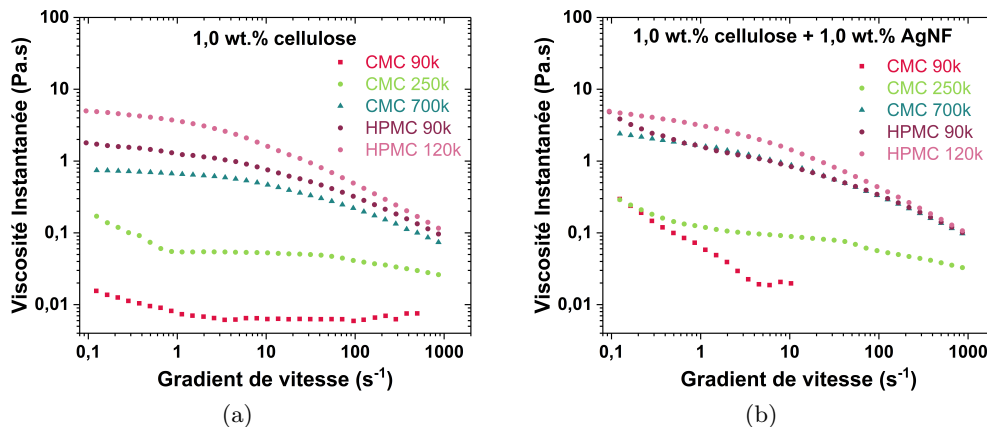 1,0 wt.% cellulose
CMC 90k
CMC 250k
CMC 700k
HPMC 90k
HPMC 120k
Viscosité Instantanée (Pa.s)
100
10
1
0,1
0,01
0,1
1
10
100
1000
Gradient de vitesse (s⁻¹)
(a)
1,0 wt.% cellulose + 1,0 wt.% AgNF
CMC 90k
CMC 250k
CMC 700k
HPMC 90k
HPMC 120k
Viscosité Instantanée (Pa.s)
100
10
1
0,1
0,01
0,1
1
10
100
1000
Gradient de vitesse (s⁻¹)
(b)